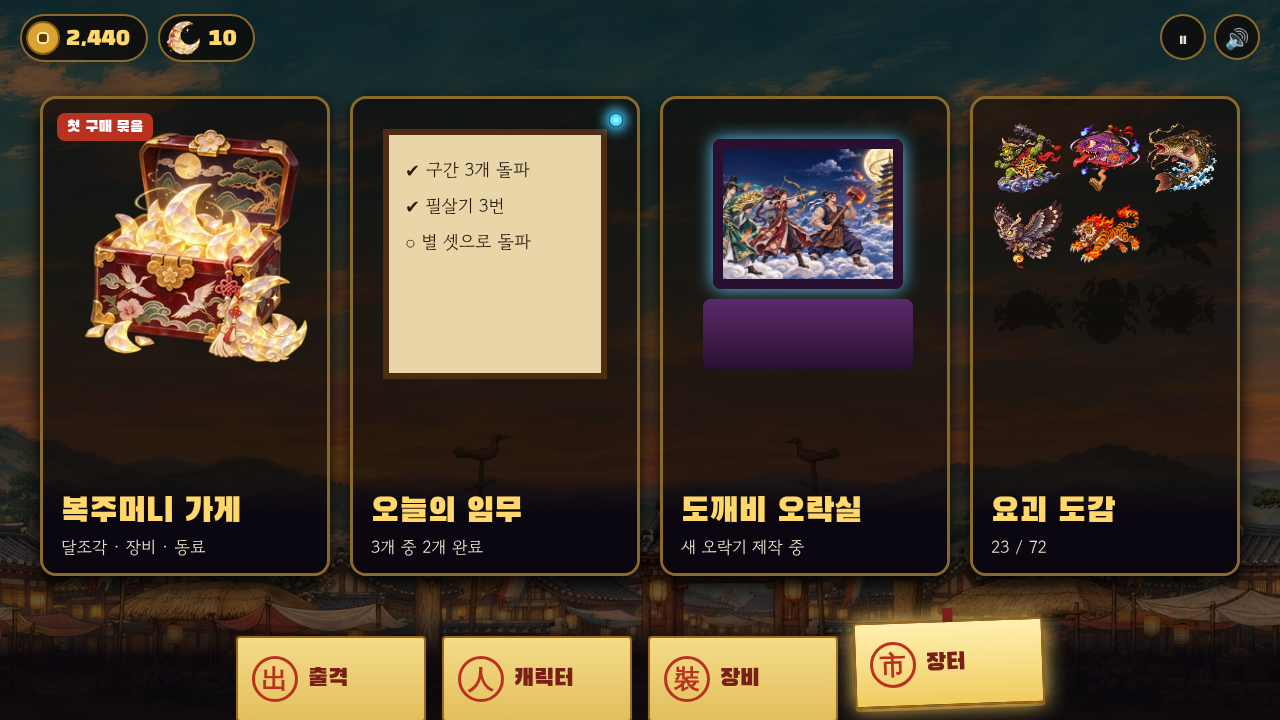 2,440
10
첫 구매 묶음
✔ 구간 3개 돌파
✔ 필살기 3번
○ 별 셋으로 돌파
복주머니 가게
달조각 · 장비 · 동료
오늘의 임무
3개 중 2개 완료
도깨비 오락실
새 오락기 제작 중
요괴 도감
23 / 72
出 출격
人 캐릭터
裝 장비
市 장터